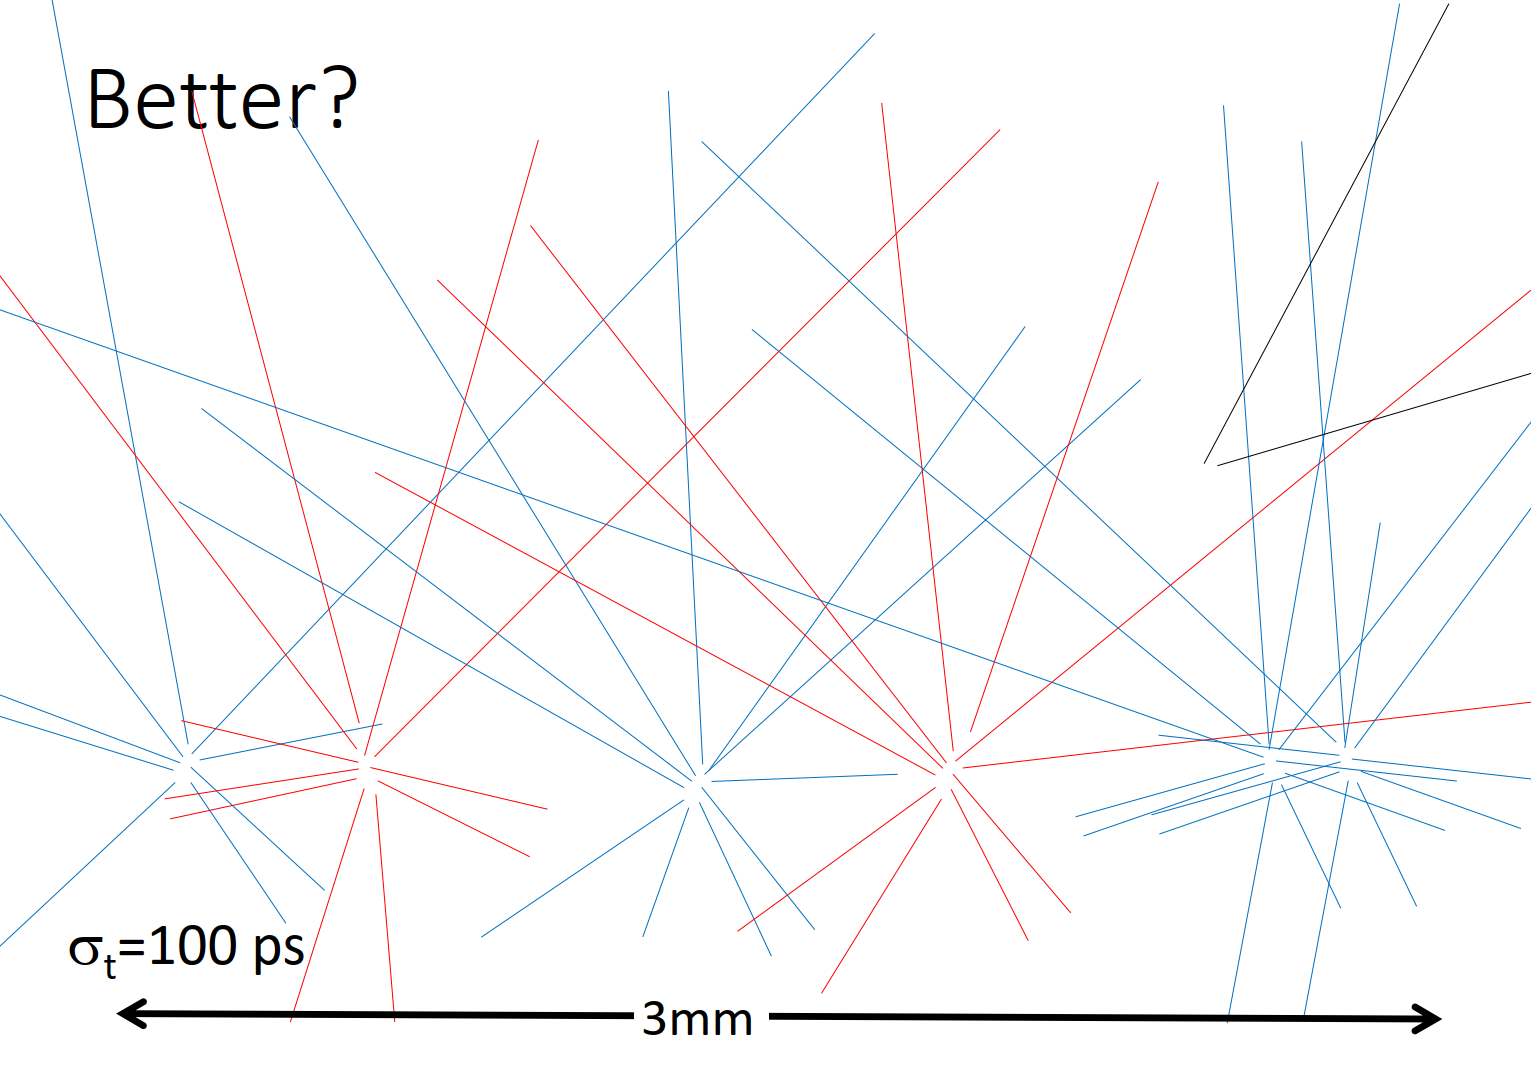 Better?
σt=100 ps
3mm